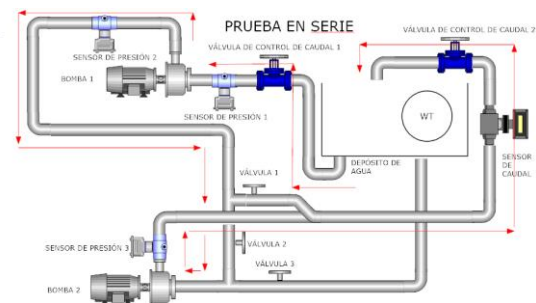 PRUEBA EN SERIE
VÁLVULA DE CONTROL DE CAUDAL 2
SENSOR DE PRESIÓN 2
VÁLVULA DE CONTROL DE CAUDAL 1
BOMBA 1
SENSOR DE PRESIÓN 1
WT
DEPÓSITO DE
AGUA
SENSOR
DE
CAUDAL
VÁLVULA 1
SENSOR DE PRESIÓN 3
VÁLVULA 2
VÁLVULA 3
BOMBA 2